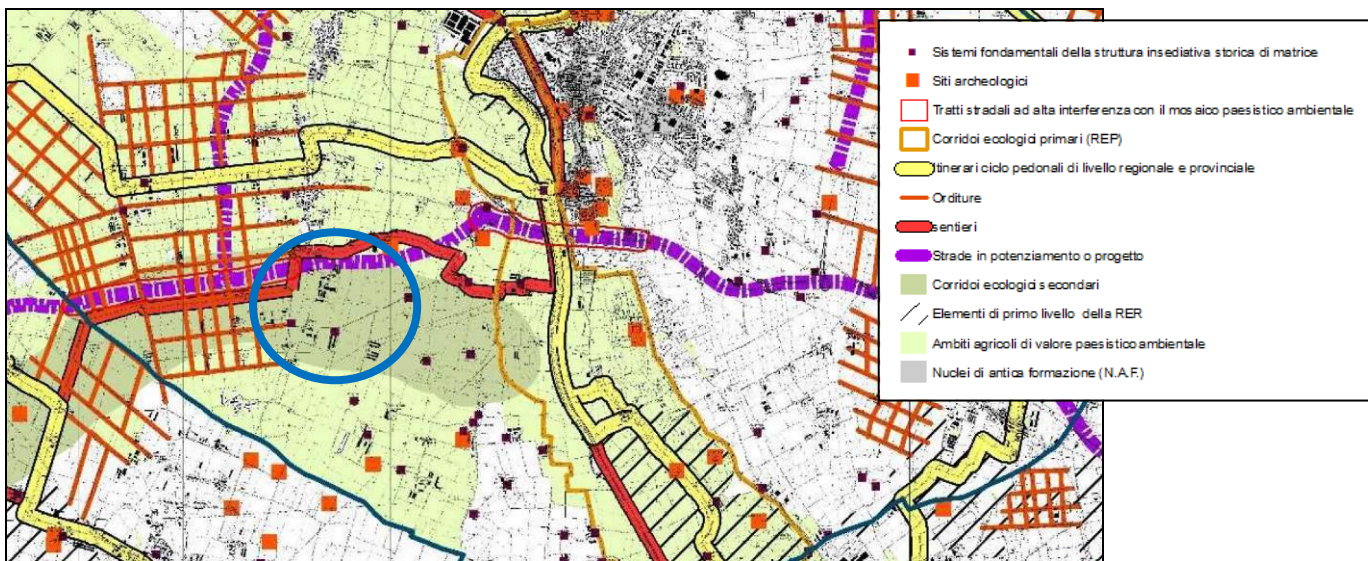 Sistemi fondamentali della struttura insediativa storica di matrice
Siti archeologici
Tratti stradali ad alta interferenza con il mosaico paesistico ambientale
Corridoi ecologici primari (REP)
Itinerari ciclo pedonali di livello regionale e provinciale
Orditure
sentieri
Strade in potenziamento o progetto
Corridoi ecologici secondari
Elementi di primo livello della RER
Ambiti agricoli di valore paesistico ambientale
Nuclei di antica formazione (N.A.F.)